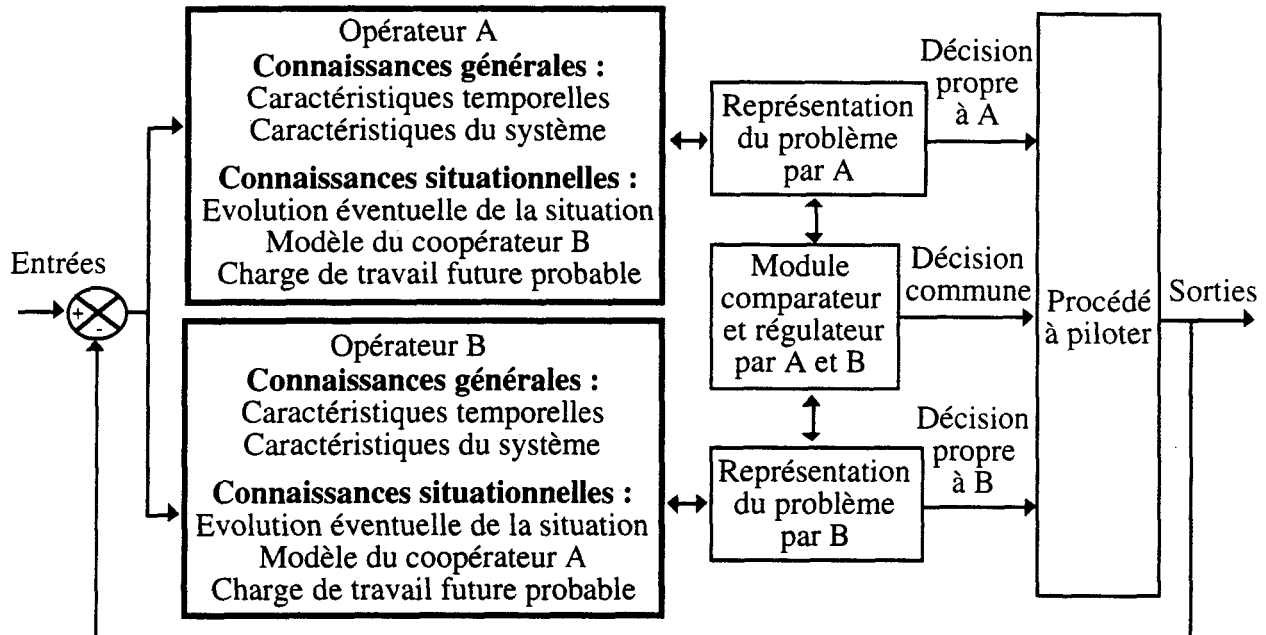 Opérateur A
Connaissances générales :
Caractéristiques temporelles
Caractéristiques du système
Connaissances situationnelles :
Evolution éventuelle de la situation
Modèle du coopérateur B
Charge de travail future probable
Entrées
+
-
Opérateur B
Connaissances générales :
Caractéristiques temporelles
Caractéristiques du système
Connaissances situationnelles :
Evolution éventuelle de la situation
Modèle du coopérateur A
Charge de travail future probable
Représentation
du problème
par A
Module
comparateur
et régulateur
par A et B
Représentation
du problème
par B
Décision
propre
à A
Décision
commune
Décision
propre
à B
Procédé
à piloter
Sorties